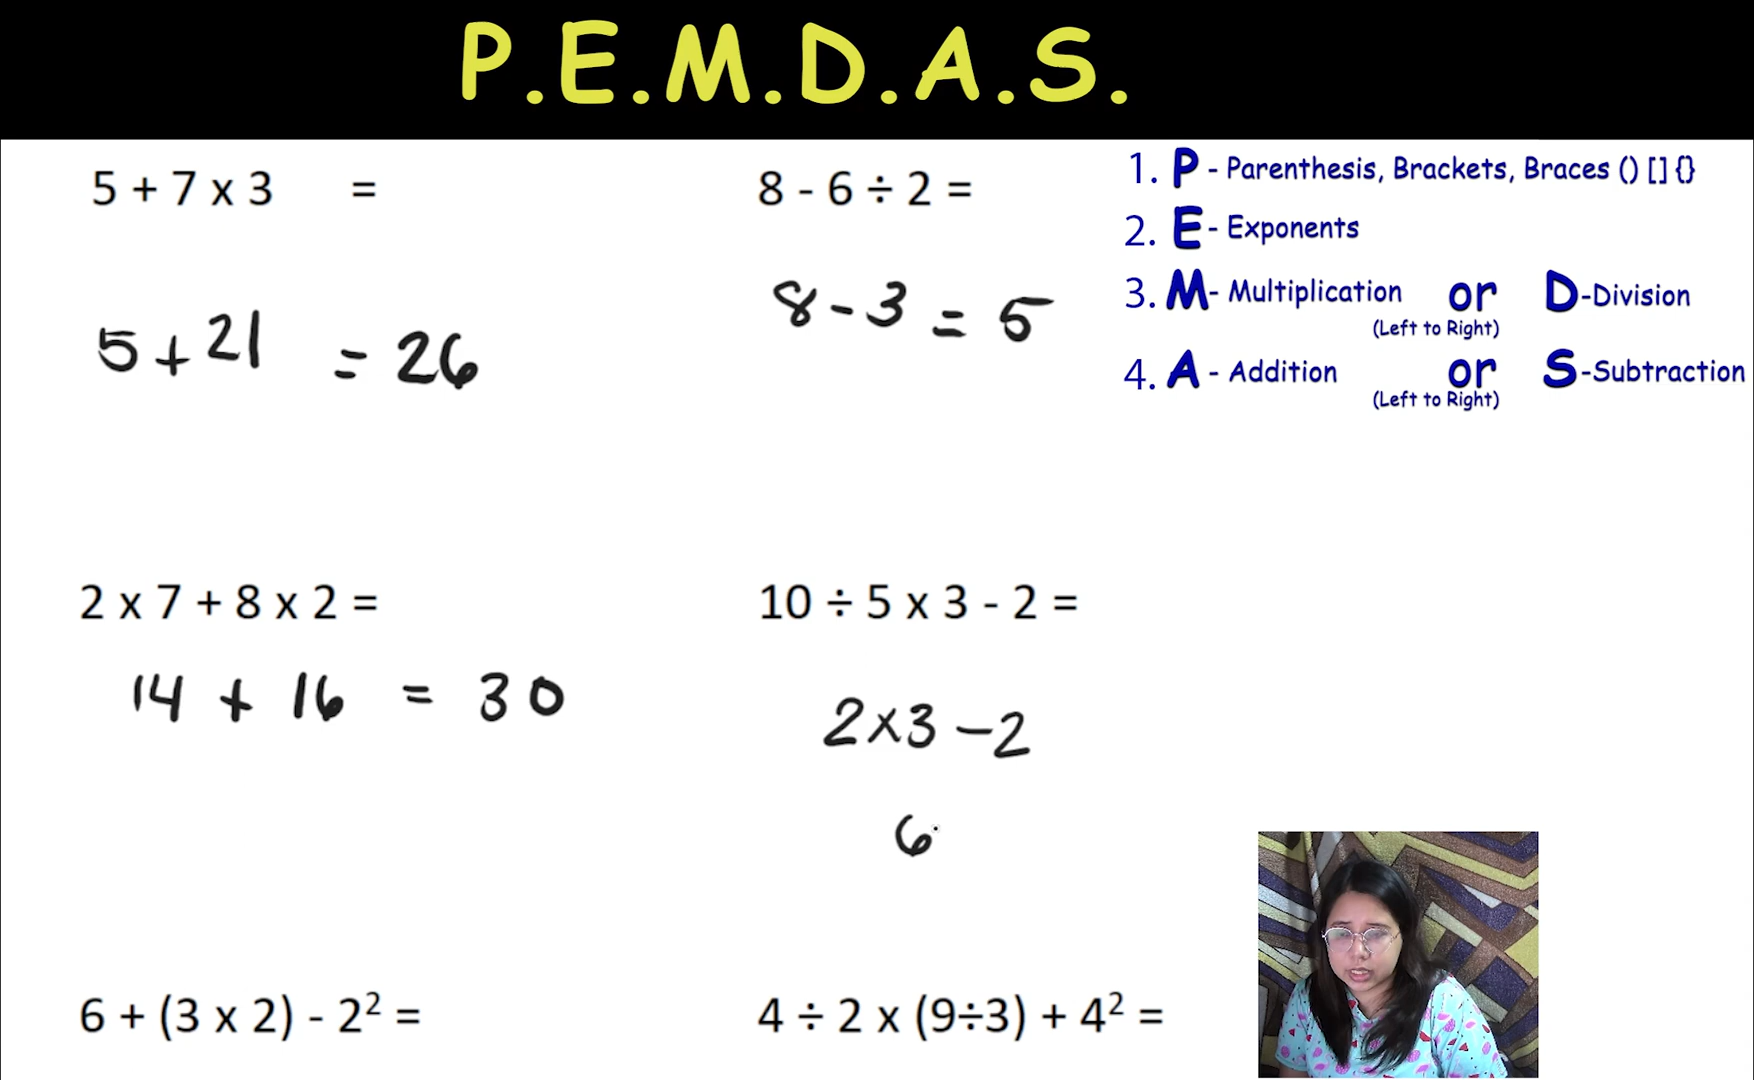 P.E.M.D.A.S.
5 + 7 x 3 =
5 + 21 = 26
8 - 6 ÷ 2 =
8 - 3 = 5
1. P - Parenthesis, Brackets, Braces () [] {}
2. E - Exponents
3. M - Multiplication or D -Division
(Left to Right)
4. A - Addition or S -Subtraction
(Left to Right)
2 x 7 + 8 x 2 =
14 + 16 = 30
10 ÷ 5 x 3 - 2 =
2 x 3 - 2
6
6 + (3 x 2) - 2² =
4 ÷ 2 x (9÷3) + 4² =